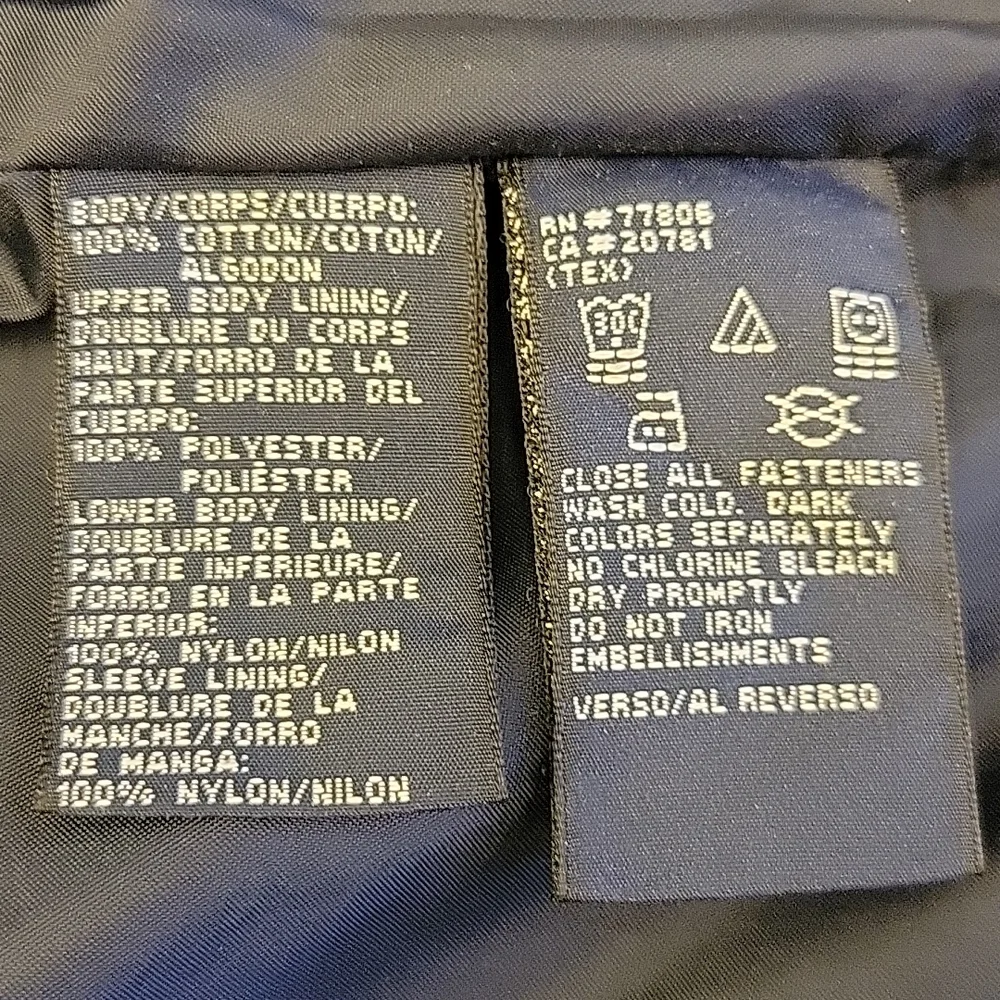 BODY/CORPS/CUERPO:
100% COTTON/COTON/
ALGODON
UPPER BODY LINING/
DOUBLURE DU CORPS
HAUT/FORRO DE LA
PARTE SUPERIOR DEL
CUERPO:
100% POLYESTER/
POLIÉSTER
LOWER BODY LINING/
DOUBLURE DE LA
PARTIE INFERIEURE/
FORRO EN LA PARTE
INFERIOR:
100% NYLON/NILON
SLEEVE LINING/
DOUBLURE DE LA
MANCHE/FORRO
DE MANGA:
100% NYLON/NILON
RN #77806
CA #20781
(TEX)
30C
CLOSE ALL FASTENERS
WASH COLD. DARK
COLORS SEPARATELY
NO CHLORINE BLEACH
DRY PROMPTLY
DO NOT IRON
EMBELLISHMENTS
VERSO/AL REVERSO